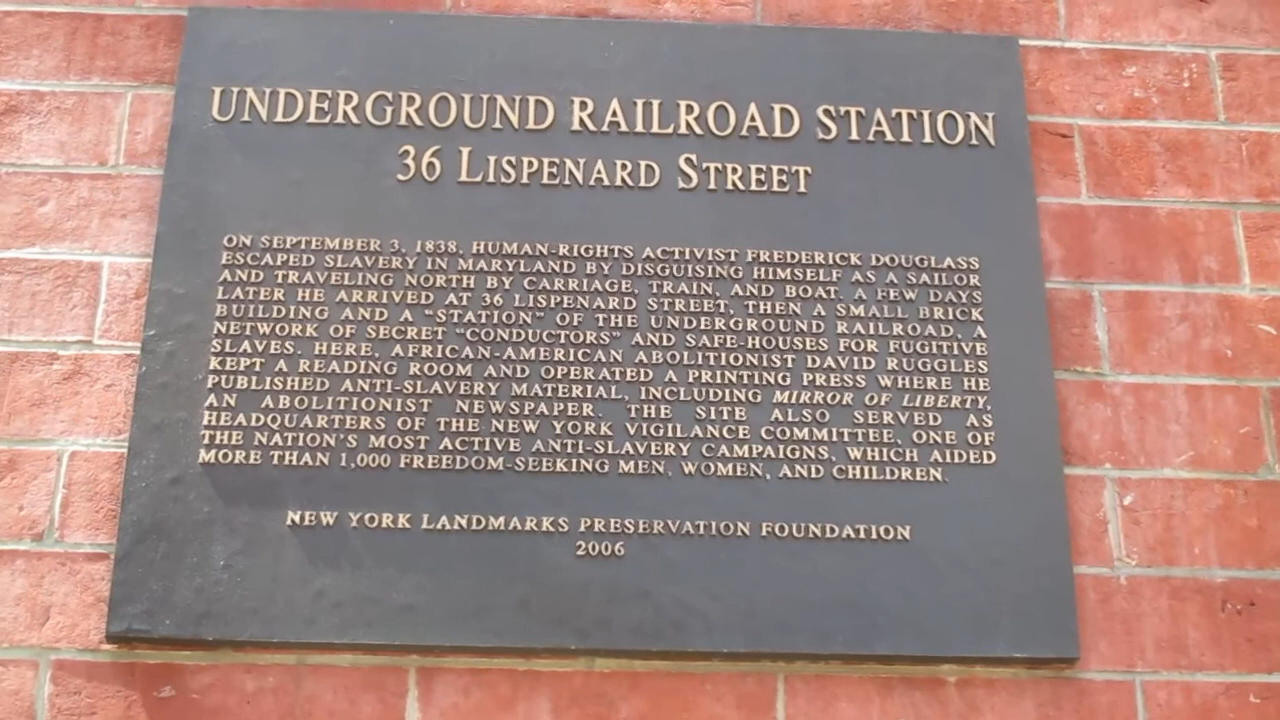 UNDERGROUND RAILROAD STATION
36 LISPENARD STREET
ON SEPTEMBER 3, 1838, HUMAN-RIGHTS ACTIVIST FREDERICK DOUGLASS
ESCAPED SLAVERY IN MARYLAND BY DISGUISING HIMSELF AS A SAILOR
AND TRAVELING NORTH BY CARRIAGE, TRAIN, AND BOAT. A FEW DAYS
LATER HE ARRIVED AT 36 LISPENARD STREET, THEN A SMALL BRICK
BUILDING AND A “STATION” OF THE UNDERGROUND RAILROAD, A
NETWORK OF SECRET “CONDUCTORS” AND SAFE-HOUSES FOR FUGITIVE
SLAVES. HERE, AFRICAN-AMERICAN ABOLITIONIST DAVID RUGGLES
KEPT A READING ROOM AND OPERATED A PRINTING PRESS WHERE HE
PUBLISHED ANTI-SLAVERY MATERIAL, INCLUDING MIRROR OF LIBERTY,
AN ABOLITIONIST NEWSPAPER. THE SITE ALSO SERVED AS
HEADQUARTERS OF THE NEW YORK VIGILANCE COMMITTEE, ONE OF
THE NATION’S MOST ACTIVE ANTI-SLAVERY CAMPAIGNS, WHICH AIDED
MORE THAN 1,000 FREEDOM-SEEKING MEN, WOMEN, AND CHILDREN.
NEW YORK LANDMARKS PRESERVATION FOUNDATION
2006